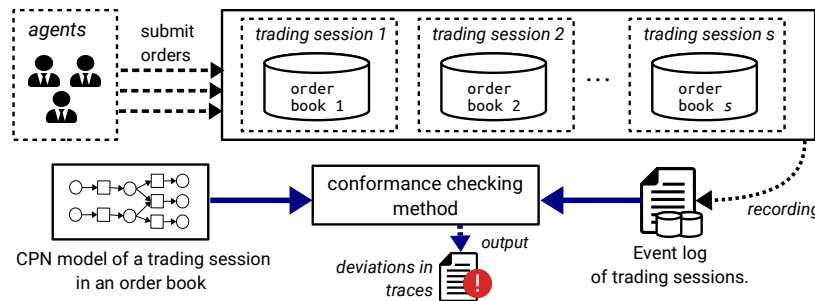 agents
submit
orders
trading session 1
order
book 1
trading session 2
order
book 2
...
trading session s
order
book s
CPN model of a trading session
in an order book
conformance checking
method
output
deviations in
traces
!
recording
Event log
of trading sessions.